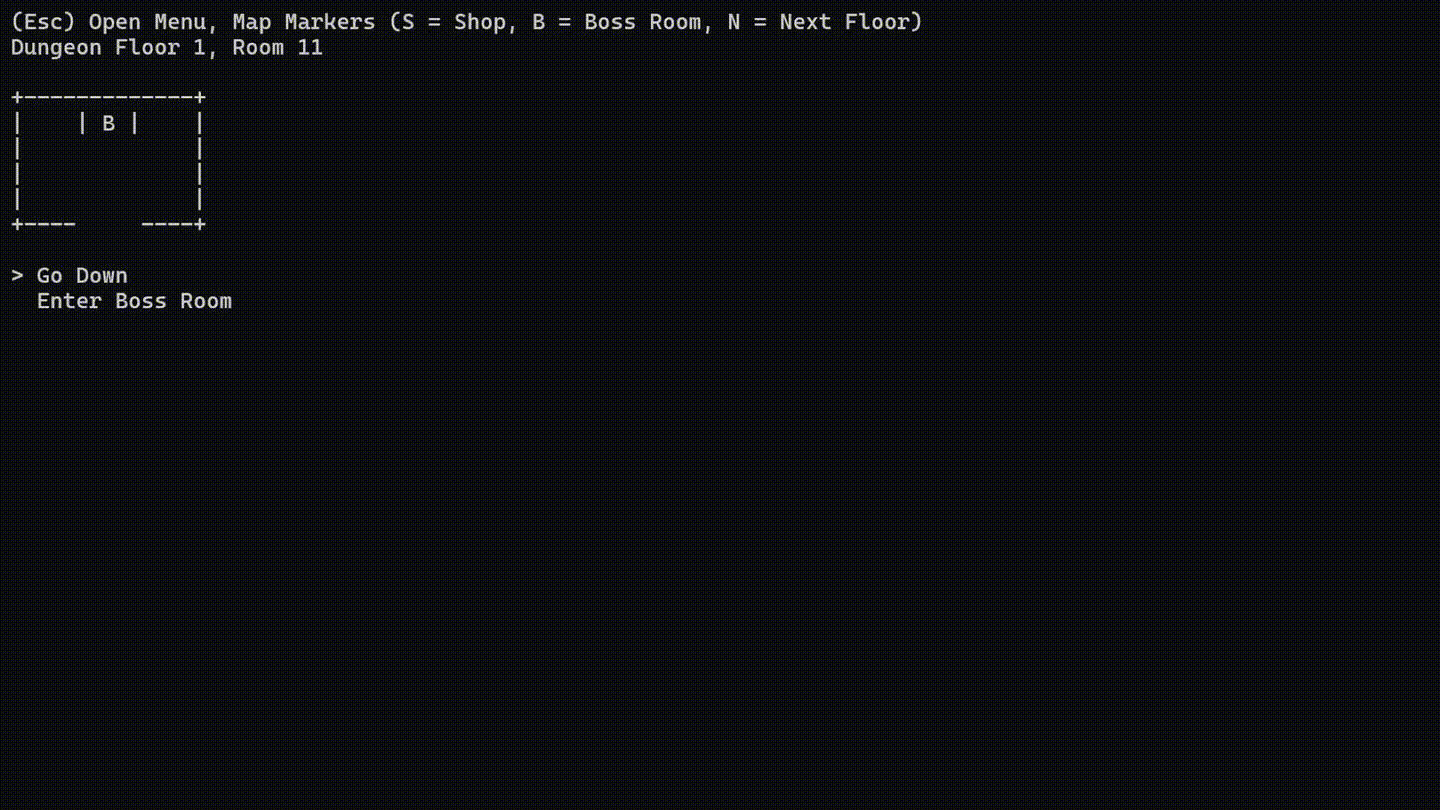 (Esc) Open Menu, Map Markers (S = Shop, B = Boss Room, N = Next Floor)
Dungeon Floor 1, Room 11
+-------------+
|    | B |    |
|             |
|             |
|             |
+----     ----+
> Go Down
  Enter Boss Room